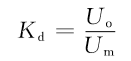 K_d = U_o / U_m